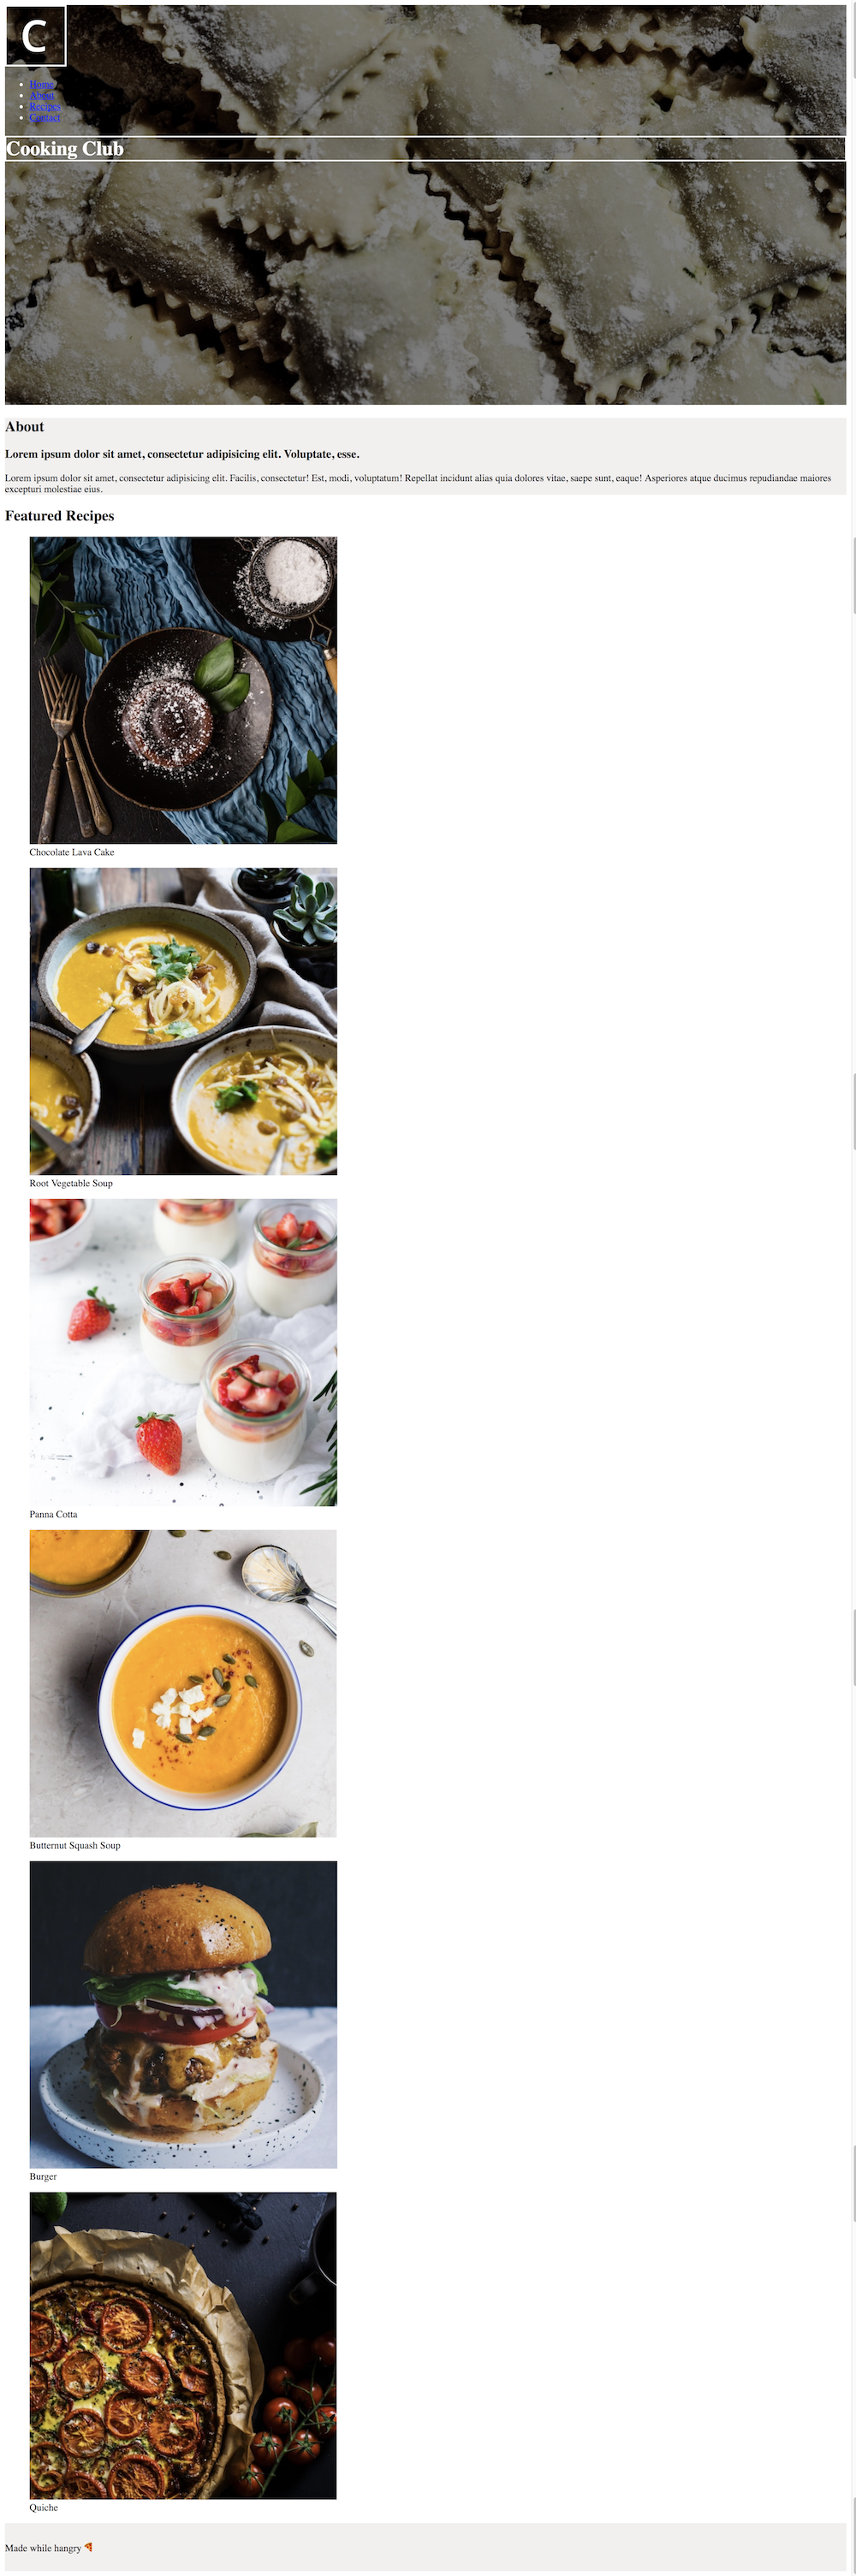 C
Home
About
Recipes
Contact
Cooking Club
About
Lorem ipsum dolor sit amet, consectetur adipisicing elit. Voluptate, esse.
Lorem ipsum dolor sit amet, consectetur adipisicing elit. Facilis, consectetur! Est, modi, voluptatum! Repellat incidunt alias quia dolores vitae, saepe sunt, eaque! Asperiores atque ducimus repudiandae maiores
excepturi molestiae eius.
Featured Recipes
Chocolate Lava Cake
Root Vegetable Soup
Panna Cotta
Butternut Squash Soup
Burger
Quiche
Made while hangry 🍕